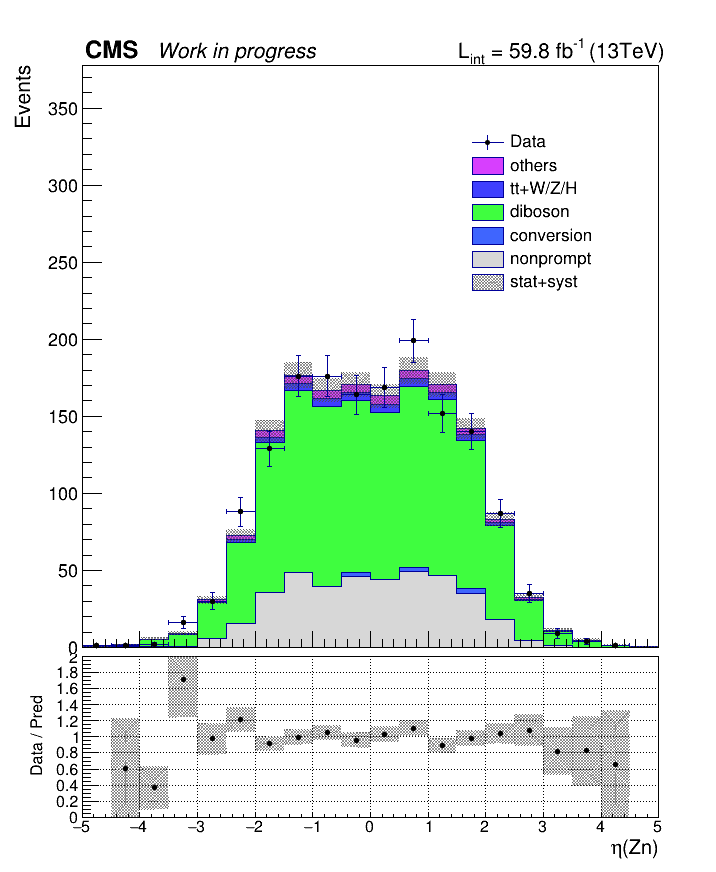 CMS Work in progress L_int = 59.8 fb^-1 (13TeV)
Events
350
300
250
200
150
100
50
0
Data
others
tt+W/Z/H
diboson
conversion
nonprompt
stat+syst
Data / Pred
2
1.8
1.6
1.4
1.2
1
0.8
0.6
0.4
0.2
0
−5 −4 −3 −2 −1 0 1 2 3 4 5
η(Zn)